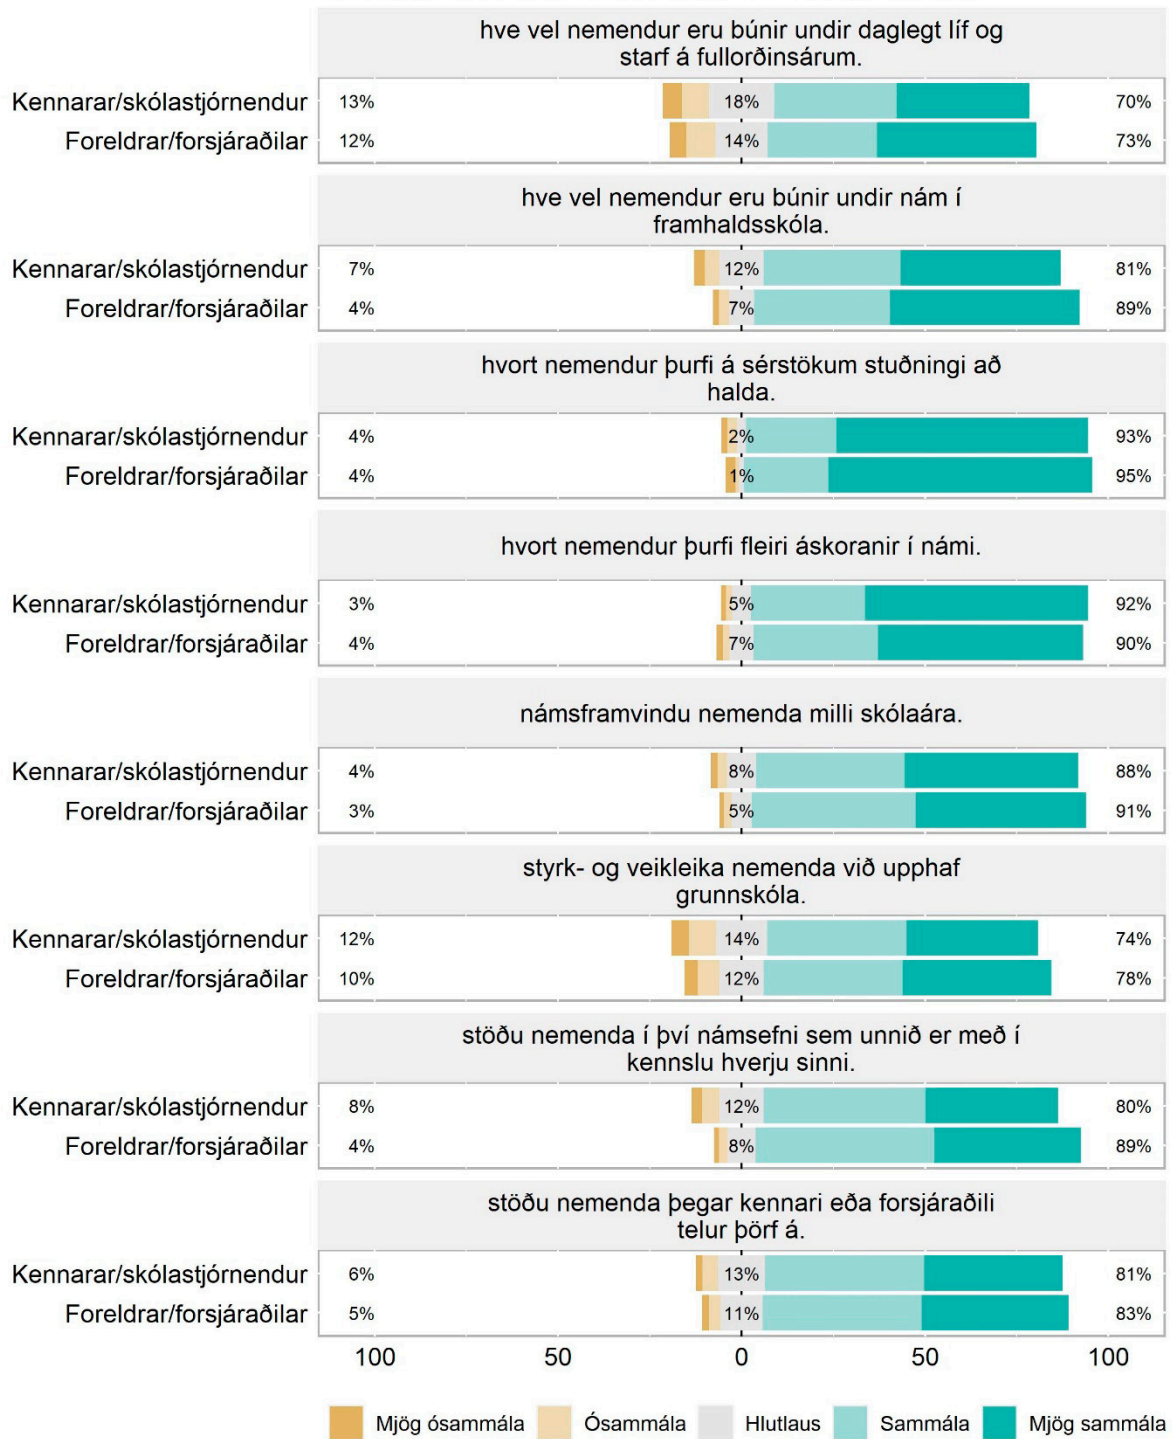 hve vel nemendur eru búnir undir daglegt líf og
starf á fullorðinsárum.
Kennarar/skólastjórnendur 13% 18% 70%
Foreldrar/forsjáraðilar 12% 14% 73%
hve vel nemendur eru búnir undir nám í
framhaldsskóla.
Kennarar/skólastjórnendur 7% 12% 81%
Foreldrar/forsjáraðilar 4% 7% 89%
hvort nemendur þurfi á sérstökum stuðningi að
halda.
Kennarar/skólastjórnendur 4% 2% 93%
Foreldrar/forsjáraðilar 4% 1% 95%
hvort nemendur þurfi fleiri áskoranir í námi.
Kennarar/skólastjórnendur 3% 5% 92%
Foreldrar/forsjáraðilar 4% 7% 90%
námsframvindu nemenda milli skólaára.
Kennarar/skólastjórnendur 4% 8% 88%
Foreldrar/forsjáraðilar 3% 5% 91%
styrk- og veikleika nemenda við upphaf
grunnskóla.
Kennarar/skólastjórnendur 12% 14% 74%
Foreldrar/forsjáraðilar 10% 12% 78%
stöðu nemenda í því námsefni sem unnið er með í
kennslu hverju sinni.
Kennarar/skólastjórnendur 8% 12% 80%
Foreldrar/forsjáraðilar 4% 8% 89%
stöðu nemenda þegar kennari eða forsjáraðili
telur þörf á.
Kennarar/skólastjórnendur 6% 13% 81%
Foreldrar/forsjáraðilar 5% 11% 83%
100 50 0 50 100
Mjög ósammála Ósammála Hlutlaus Sammála Mjög sammála